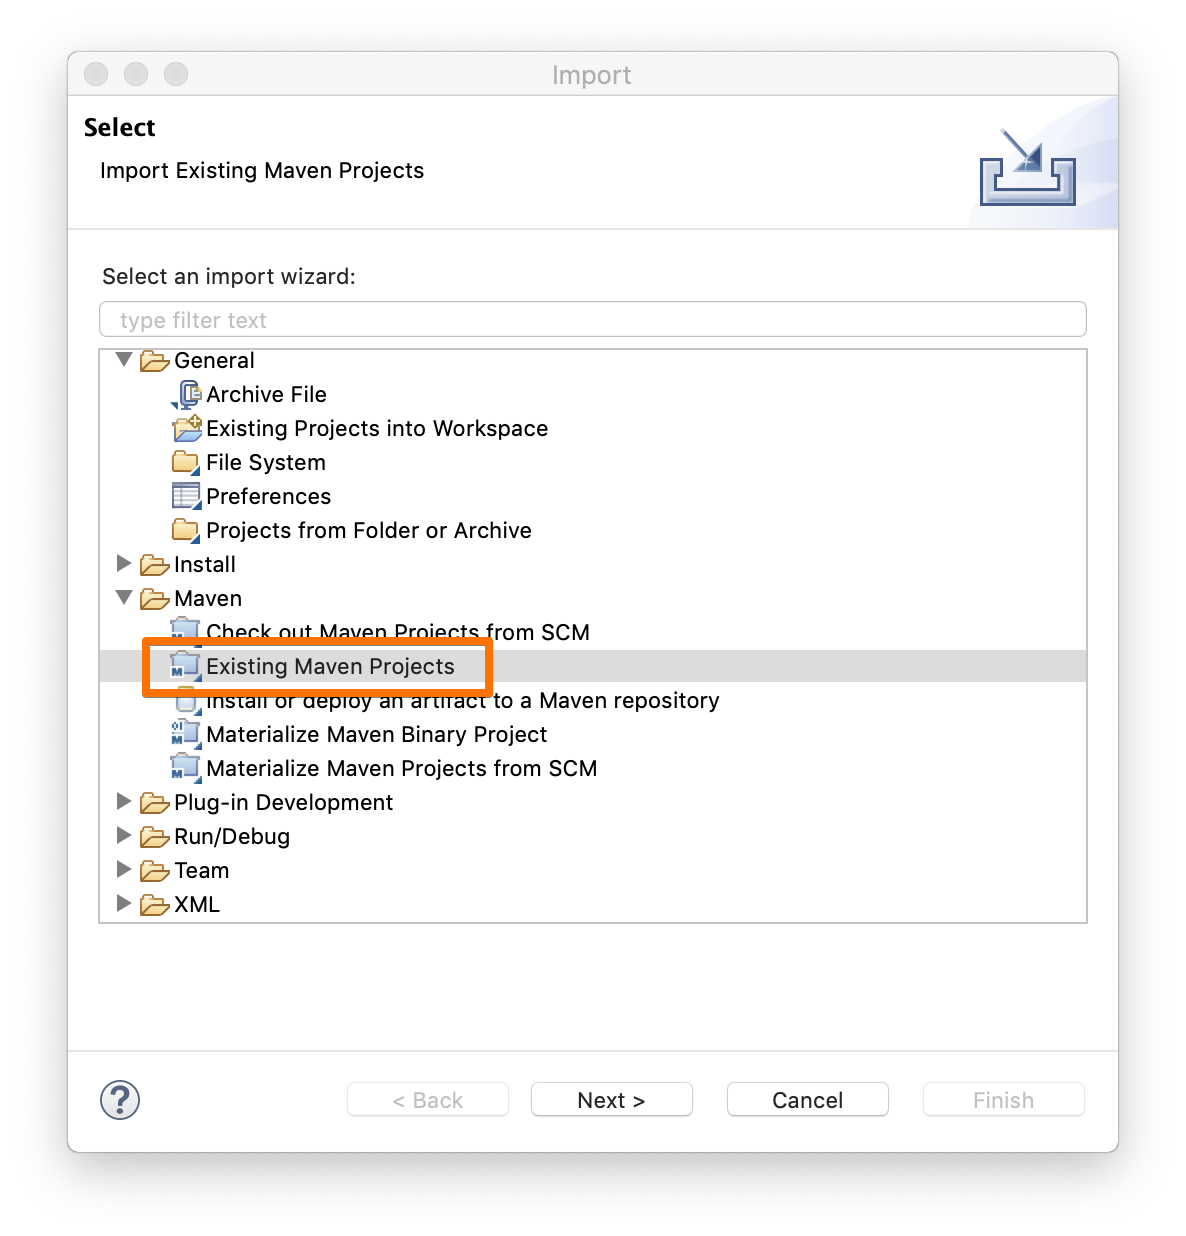 Import
Select
Import Existing Maven Projects
Select an import wizard:
type filter text
General
Archive File
Existing Projects into Workspace
File System
Preferences
Projects from Folder or Archive
Install
Maven
Check out Maven Projects from SCM
Existing Maven Projects
Install or deploy an artifact to a Maven repository
Materialize Maven Binary Project
Materialize Maven Projects from SCM
Plug-in Development
Run/Debug
Team
XML
? < Back Next > Cancel Finish